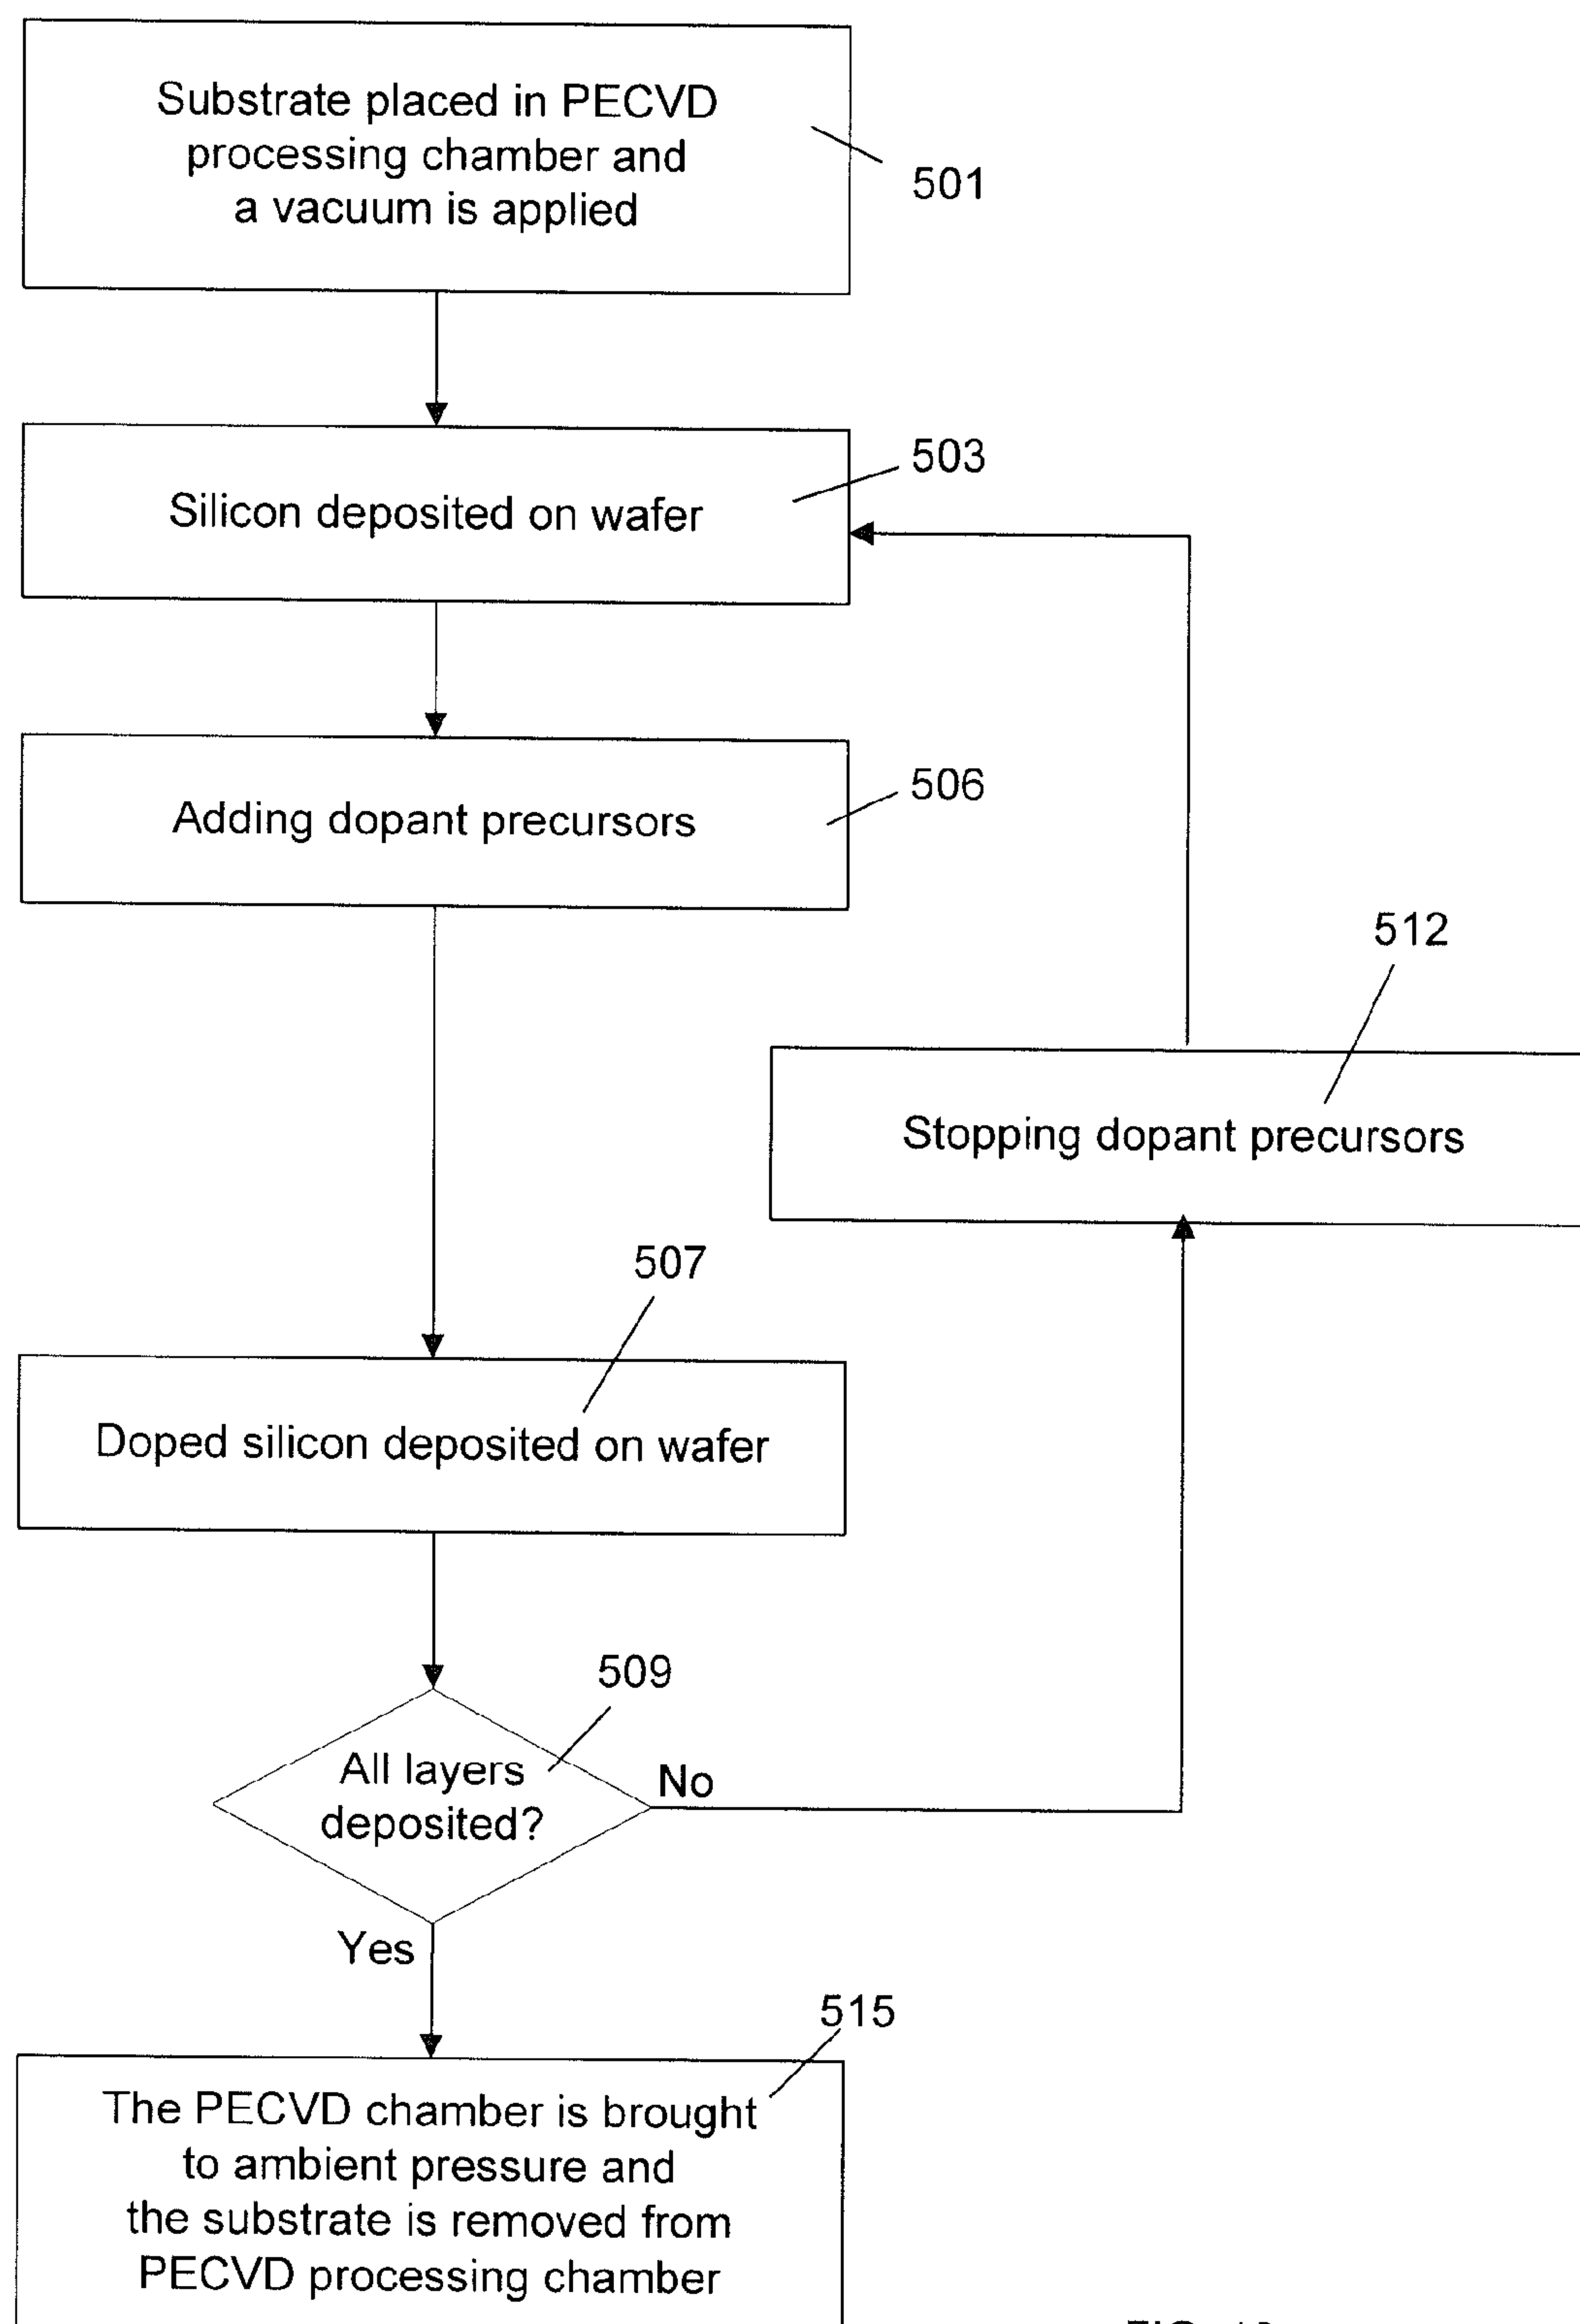 Substrate placed in PECVD
processing chamber and
a vacuum is applied
501
Silicon deposited on wafer
503
Adding dopant precursors
506
512
Stopping dopant precursors
507
Doped silicon deposited on wafer
509
All layers
deposited?
No
Yes
515
The PECVD chamber is brought
to ambient pressure and
the substrate is removed from
PECVD processing chamber